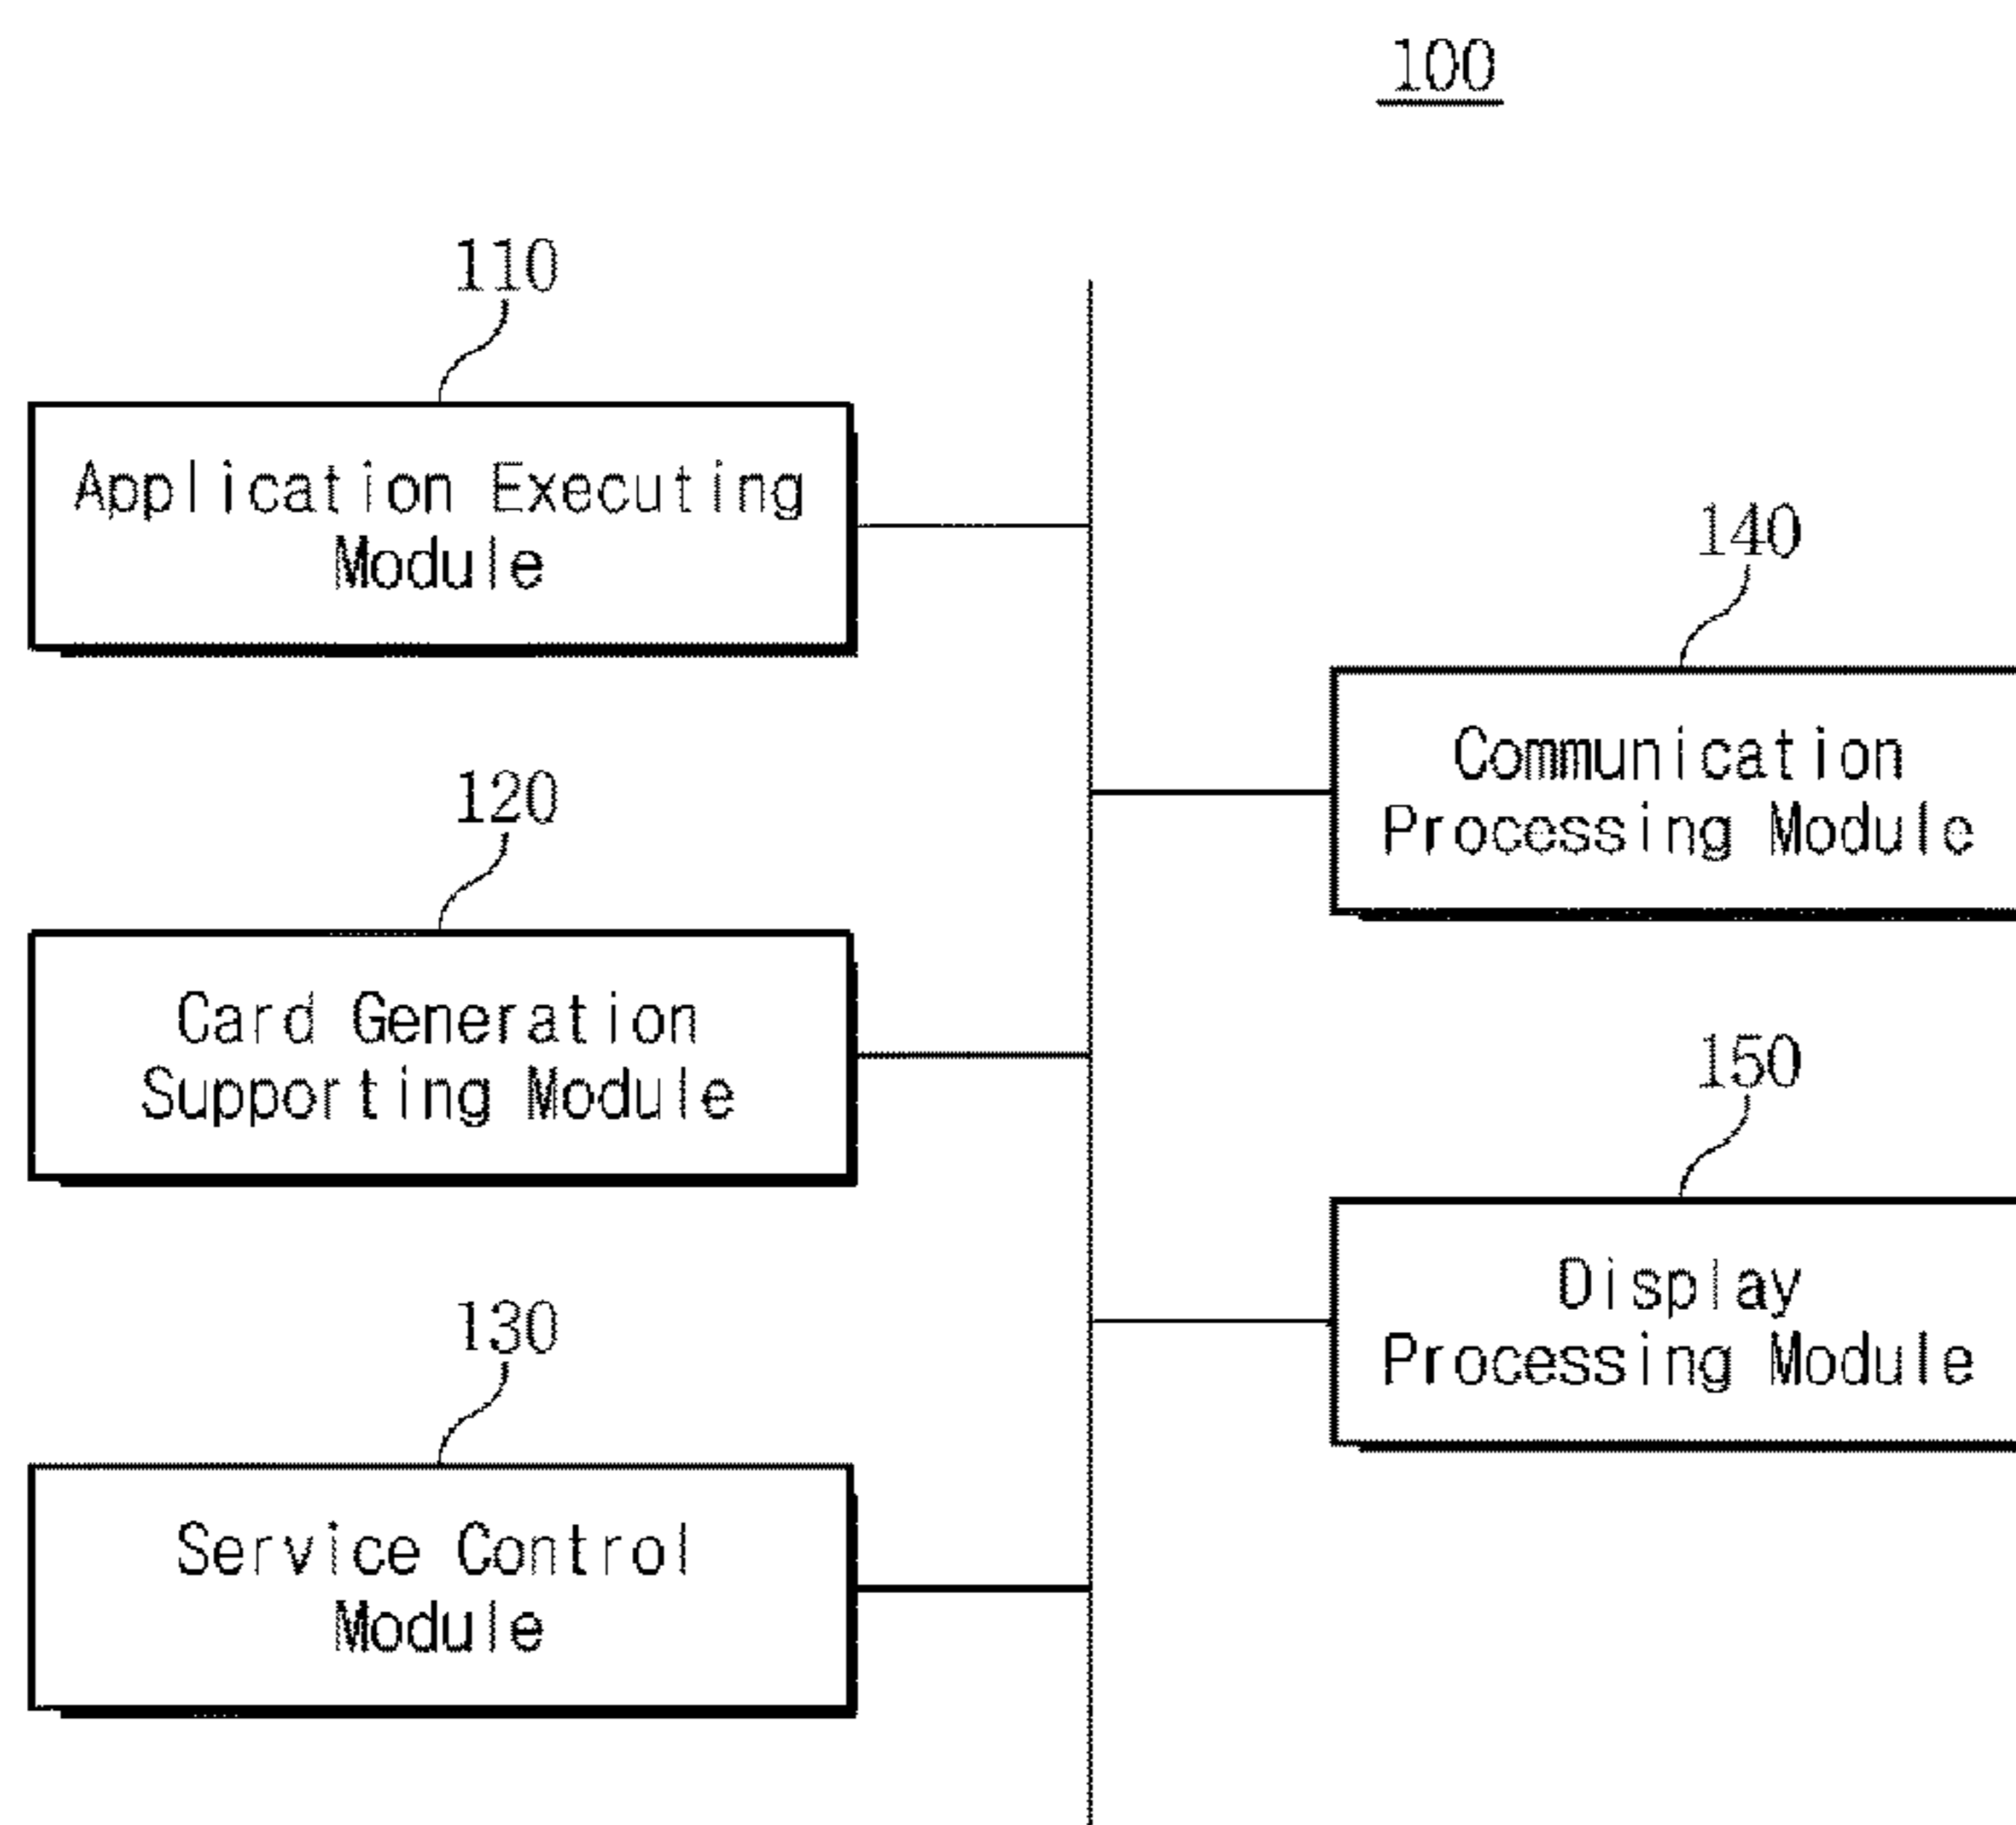 100
110
Application Executing
Module
120
Card Generation
Supporting Module
130
Service Control
Module
140
Communication
Processing Module
150
Display
Processing Module